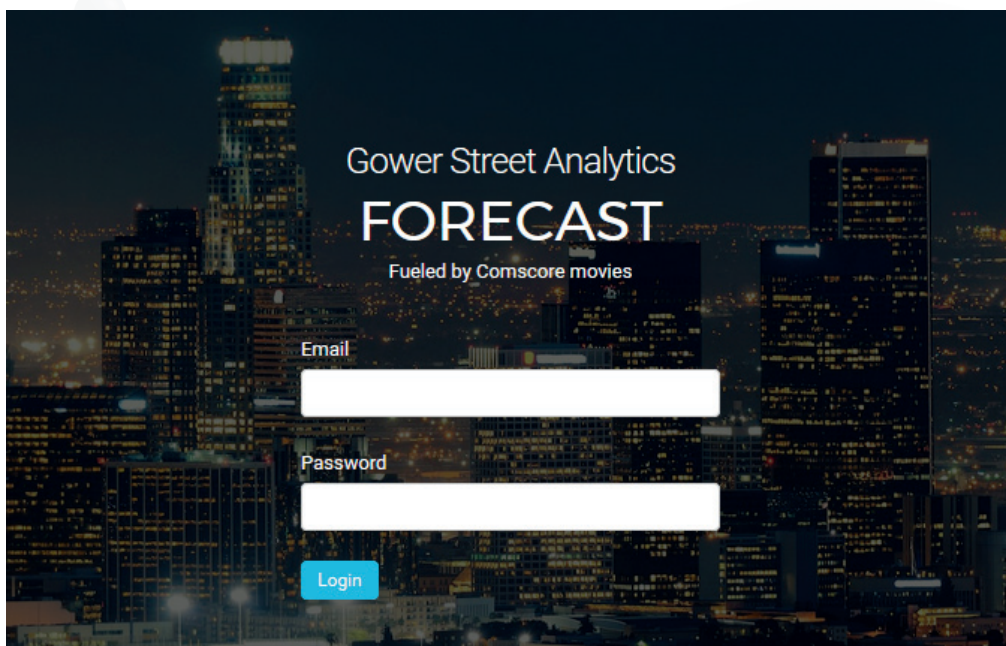 Gower Street Analytics
FORECAST
Fueled by Comscore movies
Email
Password
Login